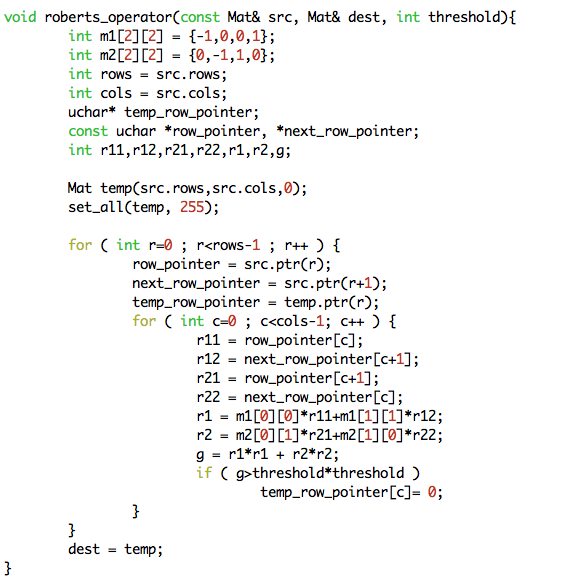 void roberts_operator(const Mat& src, Mat& dest, int threshold){
        int m1[2][2] = {-1,0,0,1};
        int m2[2][2] = {0,-1,1,0};
        int rows = src.rows;
        int cols = src.cols;
        uchar* temp_row_pointer;
        const uchar *row_pointer, *next_row_pointer;
        int r11,r12,r21,r22,r1,r2,g;

        Mat temp(src.rows,src.cols,0);
        set_all(temp, 255);

        for ( int r=0 ; r<rows-1 ; r++ ) {
                row_pointer = src.ptr(r);
                next_row_pointer = src.ptr(r+1);
                temp_row_pointer = temp.ptr(r);
                for ( int c=0 ; c<cols-1; c++ ) {
                        r11 = row_pointer[c];
                        r12 = next_row_pointer[c+1];
                        r21 = row_pointer[c+1];
                        r22 = next_row_pointer[c];
                        r1 = m1[0][0]*r11+m1[1][1]*r12;
                        r2 = m2[0][1]*r21+m2[1][0]*r22;
                        g = r1*r1 + r2*r2;
                        if ( g>threshold*threshold )
                                temp_row_pointer[c]= 0;
                }
        }
        dest = temp;
}